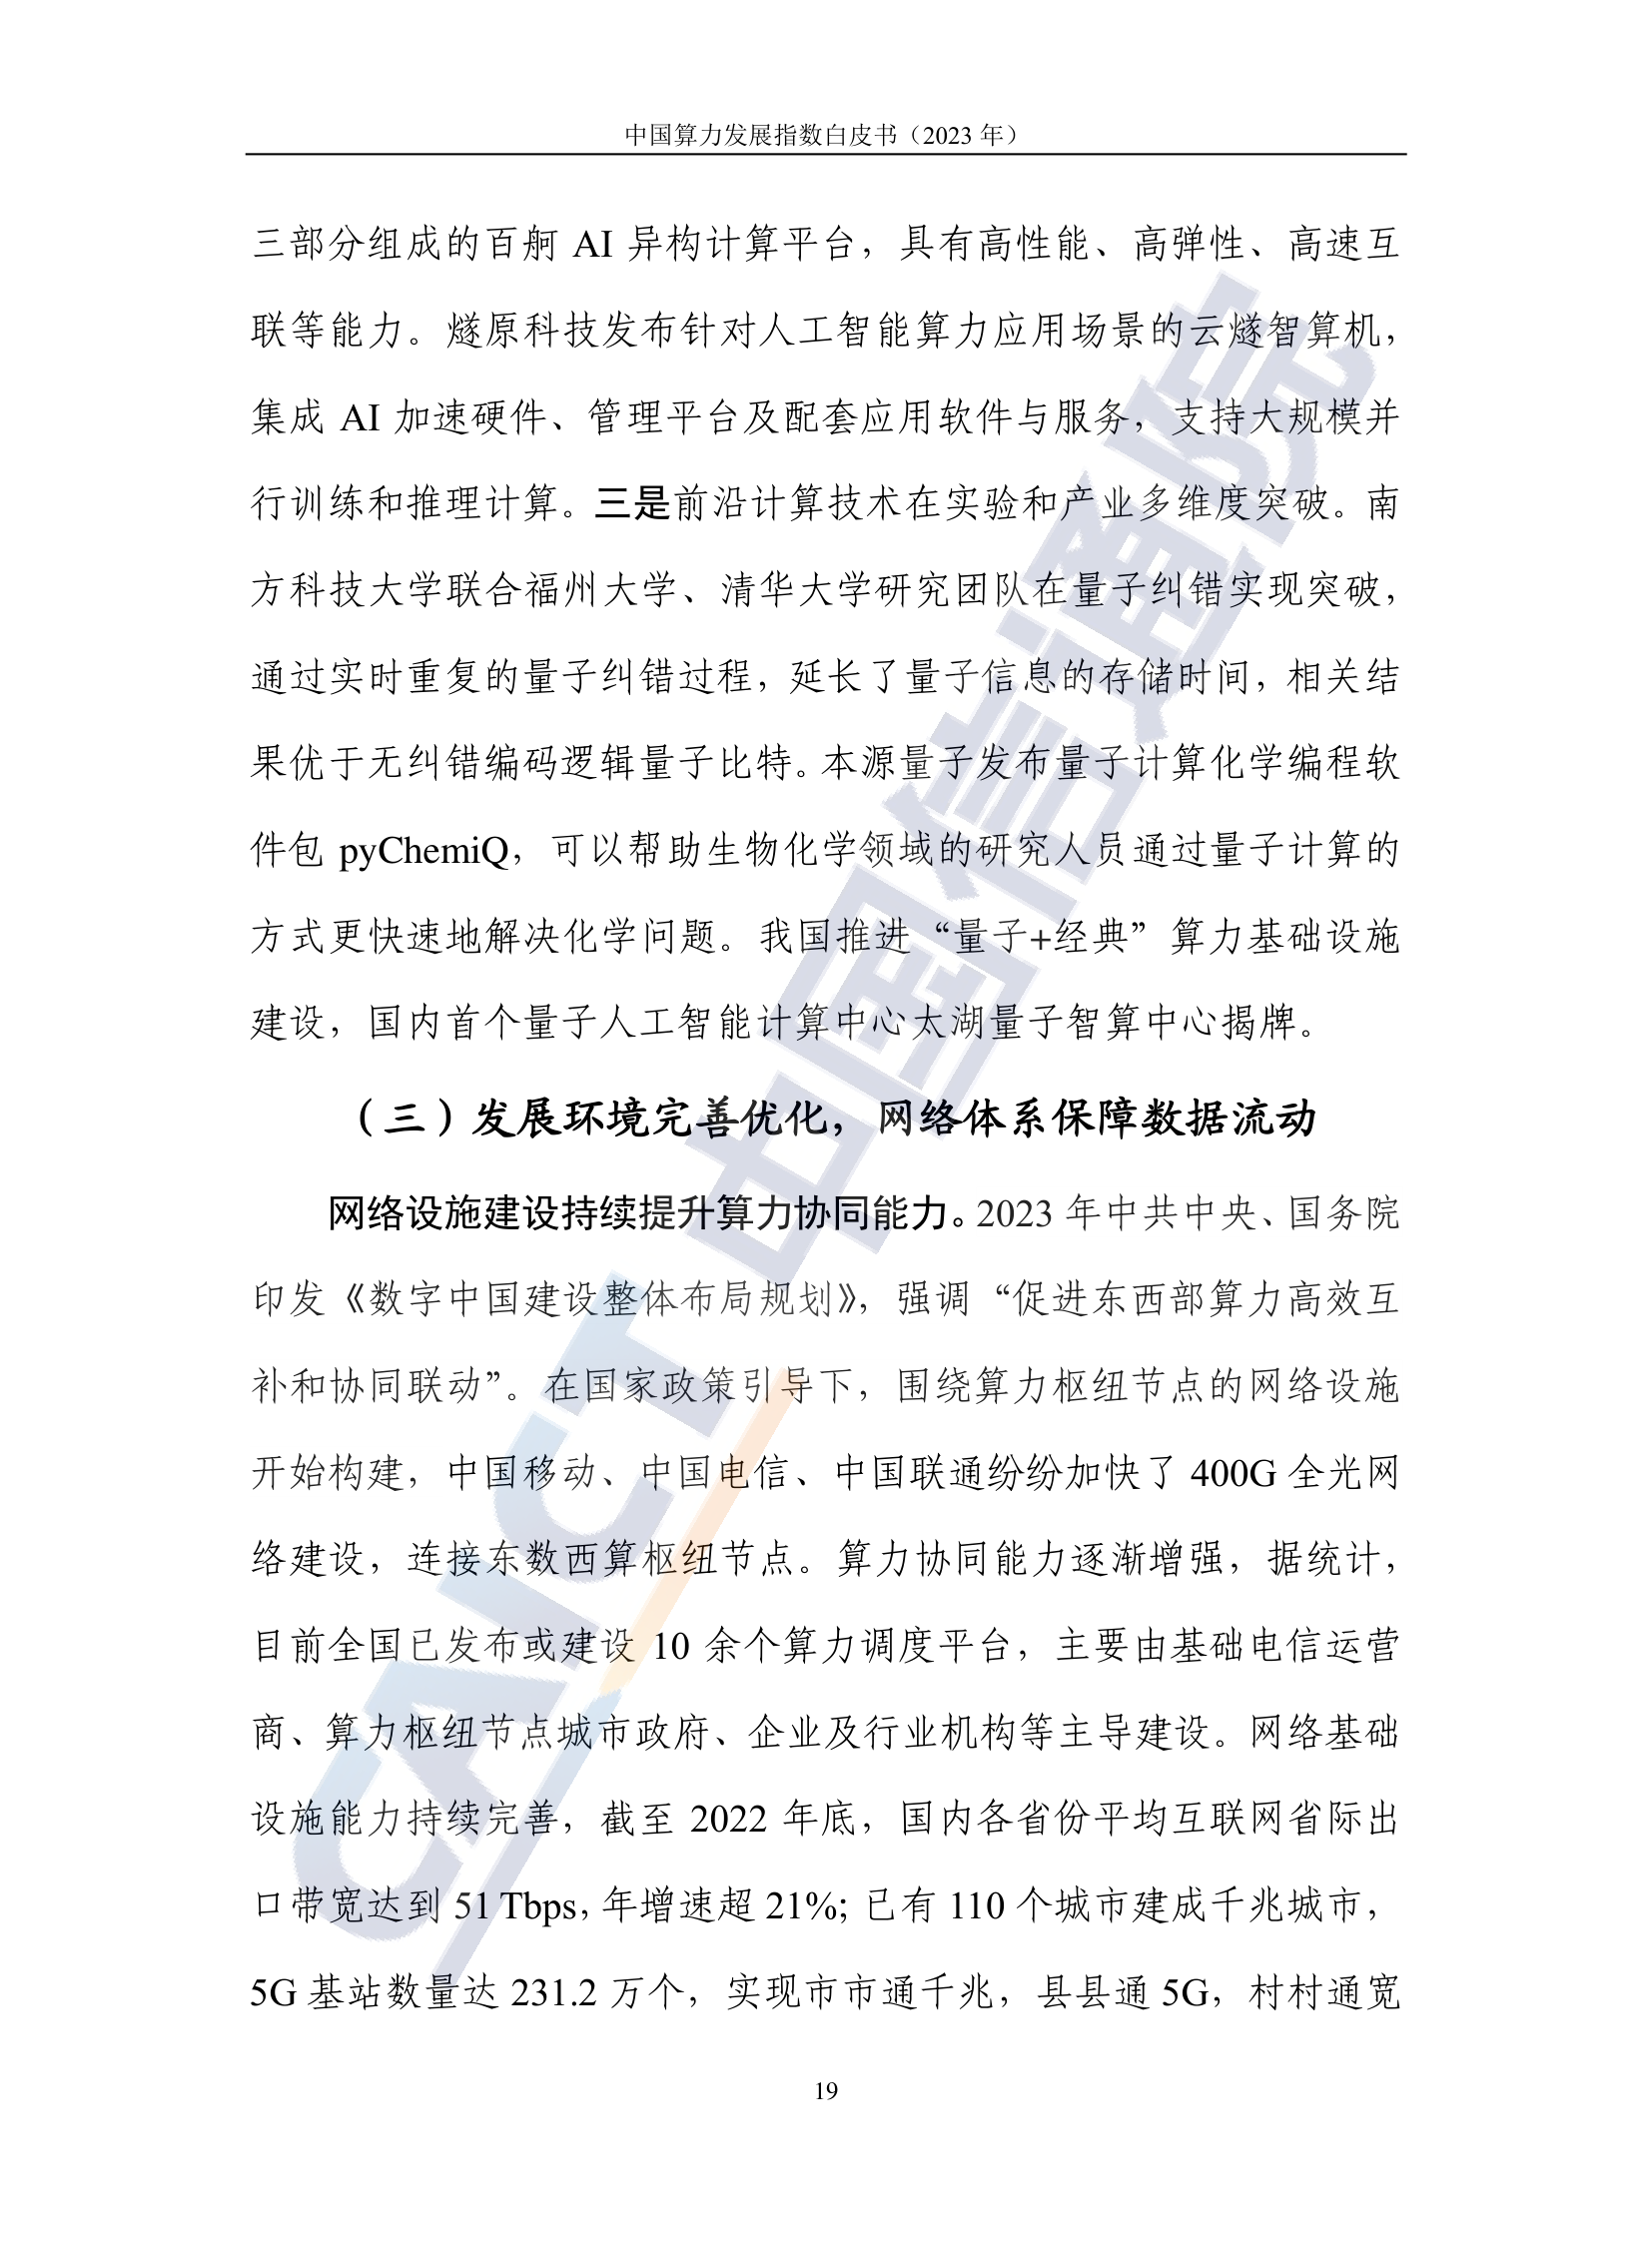 中国算力发展指数白皮书（2023 年）
三部分组成的百舸 AI 异构计算平台，具有高性能、高弹性、高速互
联等能力。燧原科技发布针对人工智能算力应用场景的云燧智算机，
集成 AI 加速硬件、管理平台及配套应用软件与服务，支持大规模并
行训练和推理计算。三是前沿计算技术在实验和产业多维度突破。南
方科技大学联合福州大学、清华大学研究团队在量子纠错实现突破，
通过实时重复的量子纠错过程，延长了量子信息的存储时间，相关结
果优于无纠错编码逻辑量子比特。本源量子发布量子计算化学编程软
件包 pyChemiQ，可以帮助生物化学领域的研究人员通过量子计算的
方式更快速地解决化学问题。我国推进“量子+经典”算力基础设施
建设，国内首个量子人工智能计算中心太湖量子智算中心揭牌。
（三）发展环境完善优化，网络体系保障数据流动
网络设施建设持续提升算力协同能力。2023 年中共中央、国务院
印发《数字中国建设整体布局规划》，强调“促进东西部算力高效互
补和协同联动”。在国家政策引导下，围绕算力枢纽节点的网络设施
开始构建，中国移动、中国电信、中国联通纷纷加快了 400G 全光网
络建设，连接东数西算枢纽节点。算力协同能力逐渐增强，据统计，
目前全国已发布或建设 10 余个算力调度平台，主要由基础电信运营
商、算力枢纽节点城市政府、企业及行业机构等主导建设。网络基础
设施能力持续完善，截至 2022 年底，国内各省份平均互联网省际出
口带宽达到 51 Tbps，年增速超 21%; 已有 110 个城市建成千兆城市，
5G 基站数量达 231.2 万个，实现市市通千兆，县县通 5G，村村通宽
19
CAICT 中国信通院